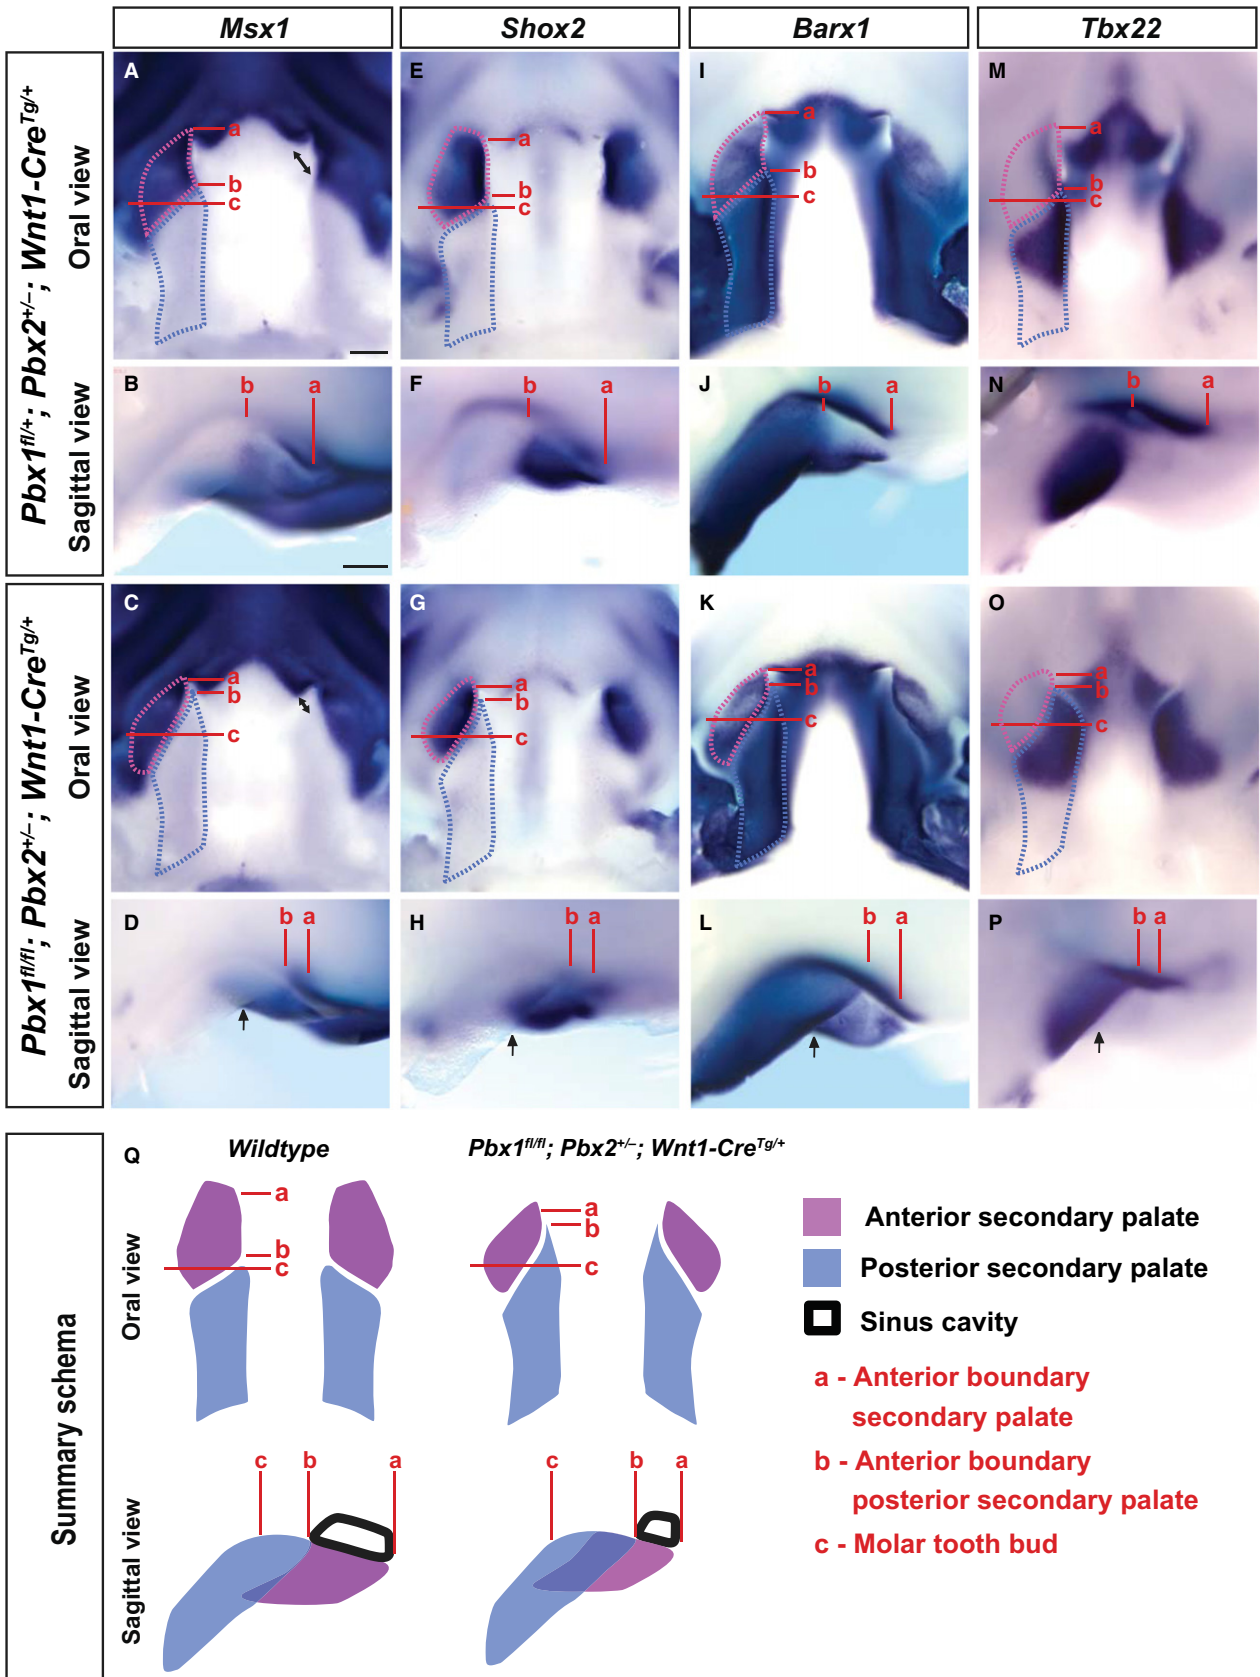 Msx1 Shox2 Barx1 Tbx22
Pbx1fl/+; Pbx2+/–; Wnt1-CreTg/+
Oral view
A a b c
E a b c
I a b c
M a b c
Sagittal view
B b a
F b a
J b a
N b a
Pbx1fl/fl; Pbx2+/–; Wnt1-CreTg/+
Oral view
C a b c
G a b c
K a b c
O a b c
Sagittal view
D b a
H b a
L b a
P b a
Summary schema
Q
Wildtype
Pbx1fl/fl; Pbx2+/–; Wnt1-CreTg/+
Oral view
a
b
c
a
b
c
Sagittal view
c b a
c b a
Anterior secondary palate
Posterior secondary palate
Sinus cavity
a - Anterior boundary
secondary palate
b - Anterior boundary
posterior secondary palate
c - Molar tooth bud